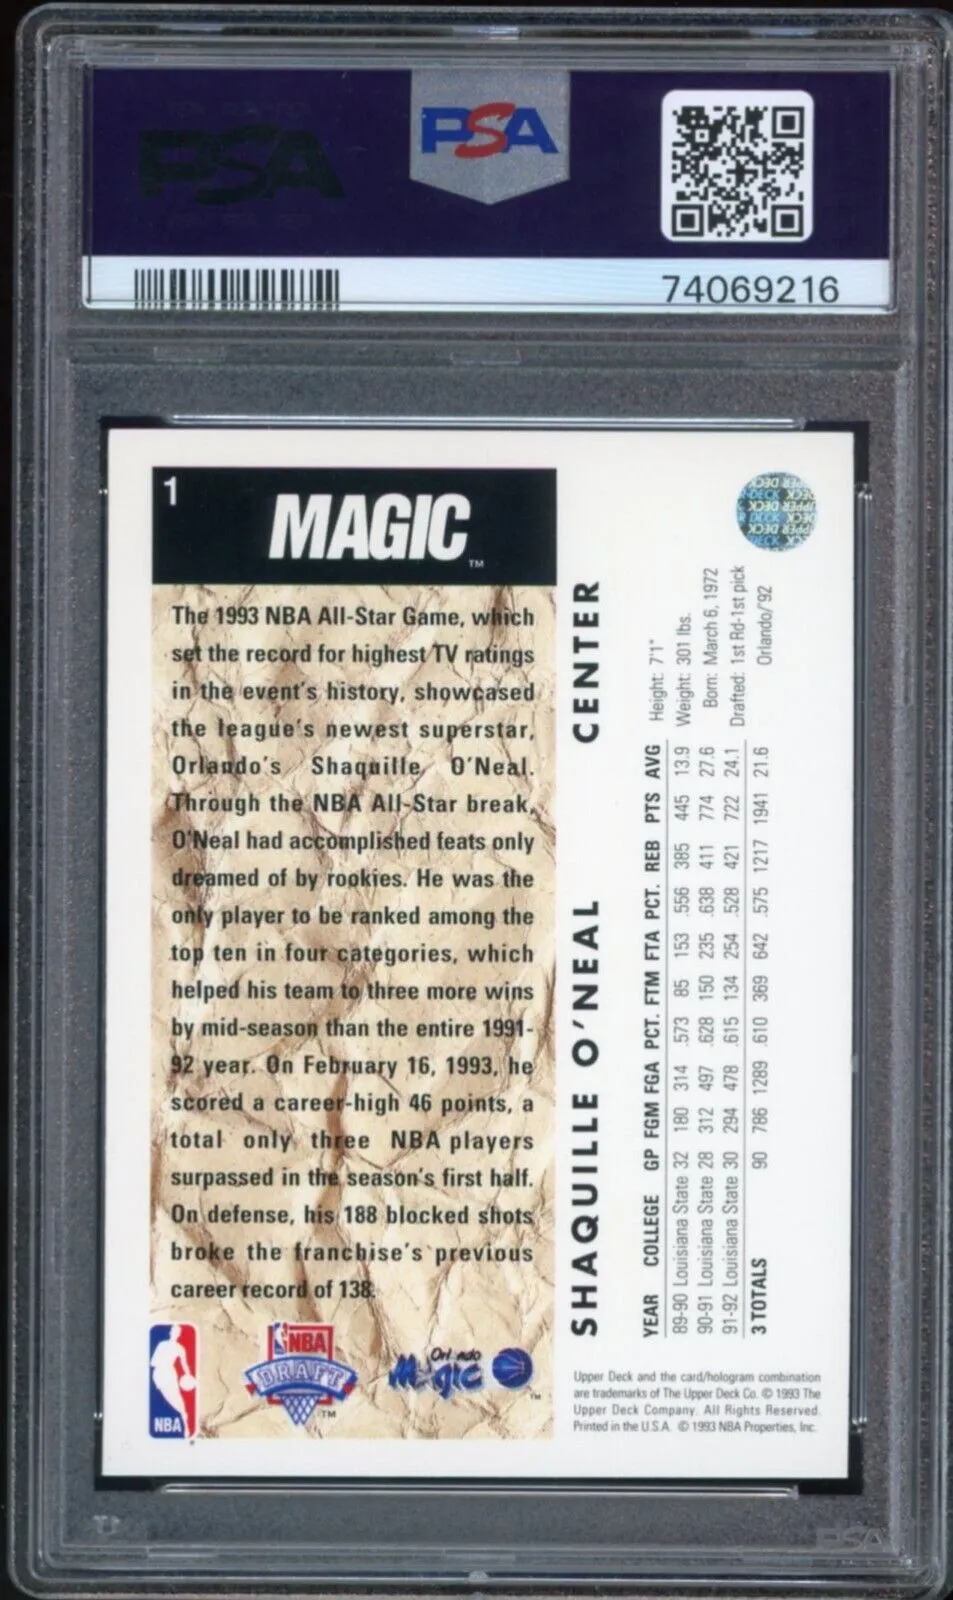 PSA
PSA
74069216
1
MAGIC
TM
The 1993 NBA All-Star Game, which
set the record for highest TV ratings
in the event's history, showcased
the league's newest superstar,
Orlando's Shaquille O'Neal.
Through the NBA All-Star break,
O'Neal had accomplished feats only
dreamed of by rookies. He was the
only player to be ranked among the
top ten in four categories, which
helped his team to three more wins
by mid-season than the entire 1991-
92 year. On February 16, 1993, he
scored a career-high 46 points, a
total only three NBA players
surpassed in the season's first half.
On defense, his 188 blocked shots
broke the franchise's previous
career record of 138.
NBA
NBA
DRAFT
TM
Orlando
Magic
TM
SHAQUILLE O'NEAL CENTER
Height: 7'1"
Weight: 301 lbs.
Born: March 6, 1972
Drafted: 1st Rd-1st pick
Orlando/'92
YEAR COLLEGE GP FGM FGA PCT. FTM FTA PCT. REB PTS AVG
89-90 Louisiana State 32 180 314 .573 85 153 .556 385 445 13.9
90-91 Louisiana State 28 312 497 .628 150 235 .638 411 774 27.6
91-92 Louisiana State 30 294 478 .615 134 254 .528 421 722 24.1
3 TOTALS 90 786 1289 .610 369 642 .575 1217 1941 21.6
UPPER DECK
Upper Deck and the card/hologram combination
are trademarks of The Upper Deck Co. © 1993 The
Upper Deck Company. All Rights Reserved.
Printed in the U.S.A. © 1993 NBA Properties, Inc.
PSA